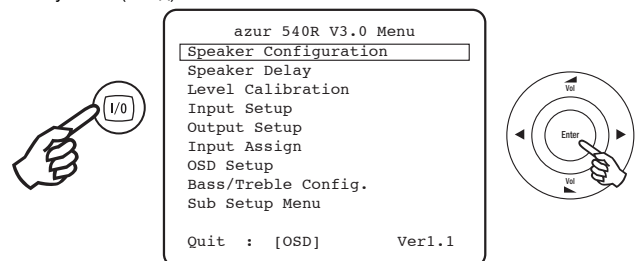 azur 540R V3.0 Menu
Speaker Configuration
Speaker Delay
Level Calibration
Input Setup
Output Setup
Input Assign
OSD Setup
Bass/Treble Config.
Sub Setup Menu
Quit : [OSD] Ver1.1
I/0
Vol
Enter
Vol